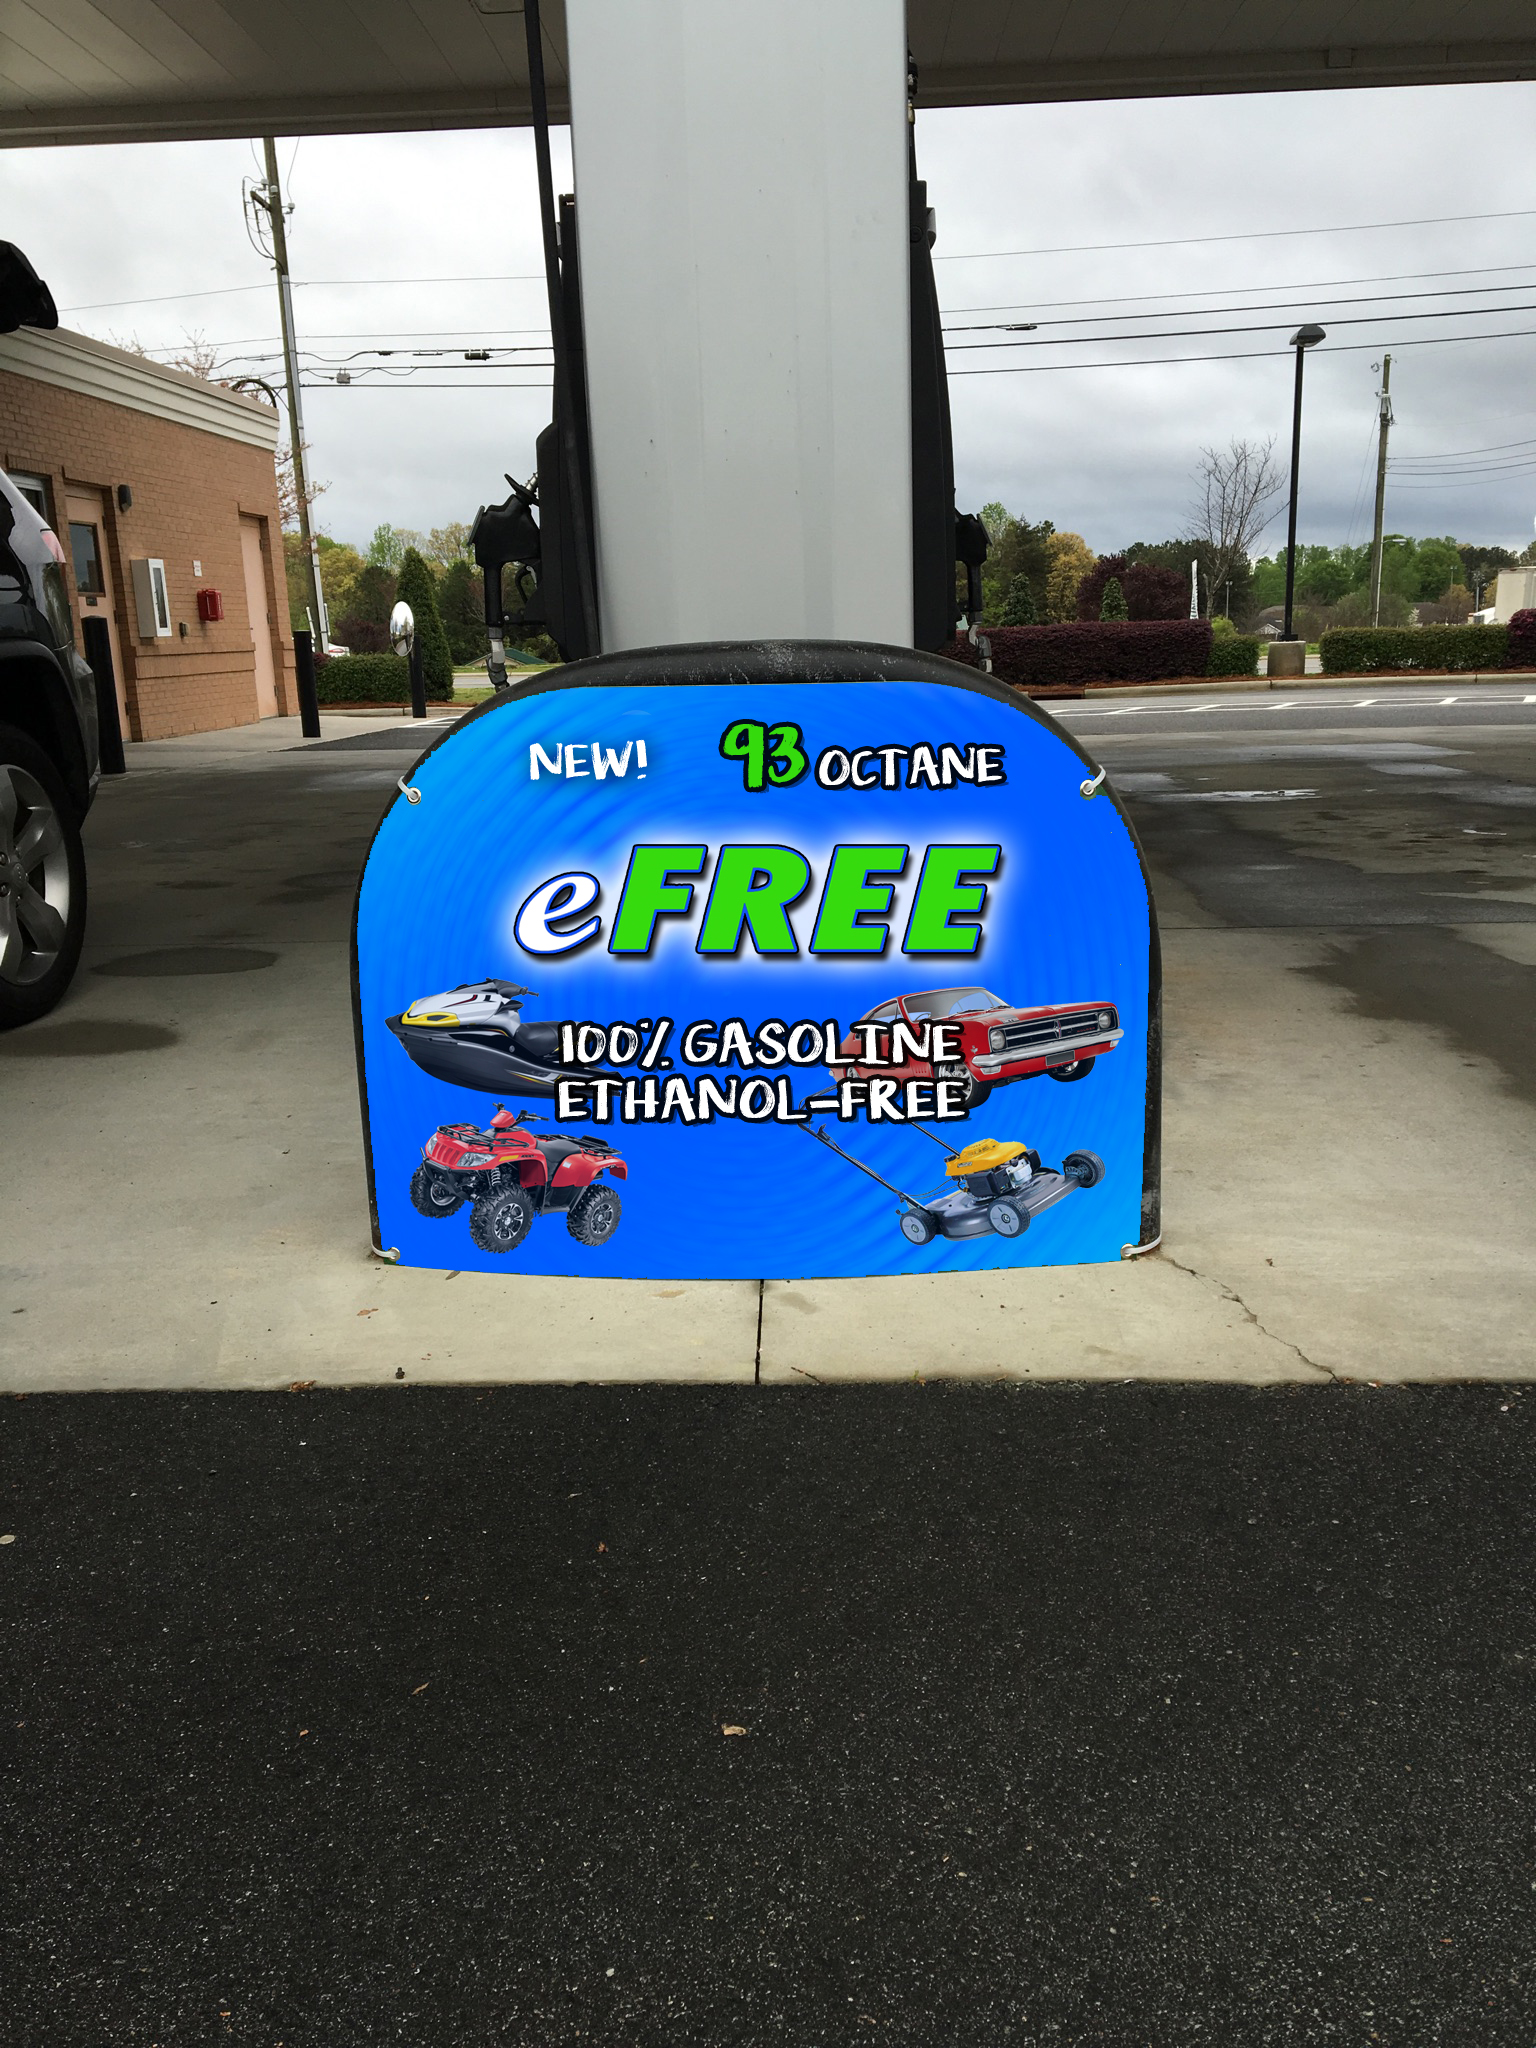 NEW! 93 OCTANE
eFREE
100% GASOLINE
ETHANOL-FREE